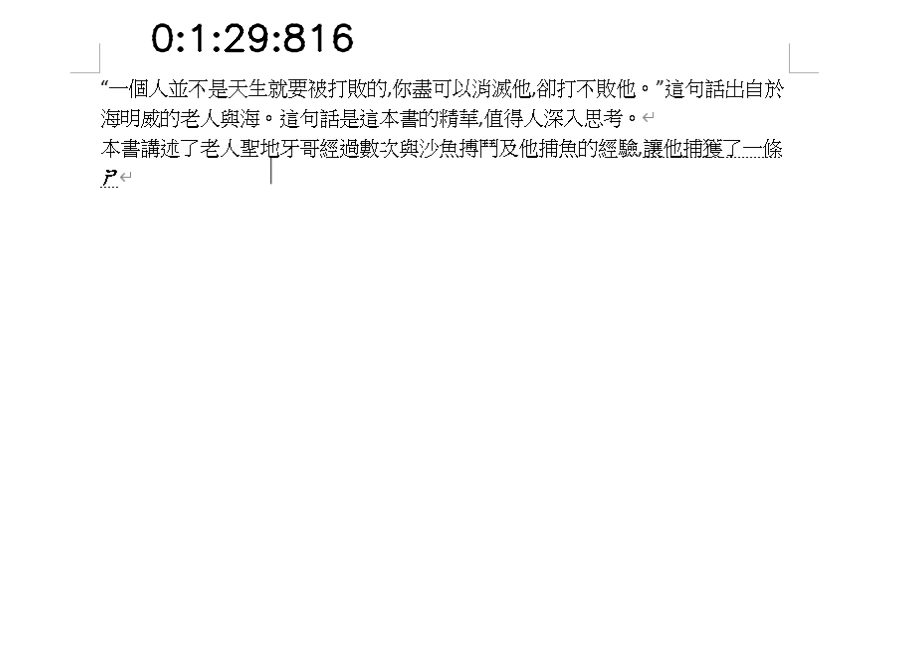 0:1:29:816
“一個人並不是天生就要被打敗的,你盡可以消滅他,卻打不敗他。”這句話出自於
海明威的老人與海。這句話是這本書的精華,值得人深入思考。
本書講述了老人聖地牙哥經過數次與沙魚搏鬥及他捕魚的經驗,讓他捕獲了一條
ㄕ